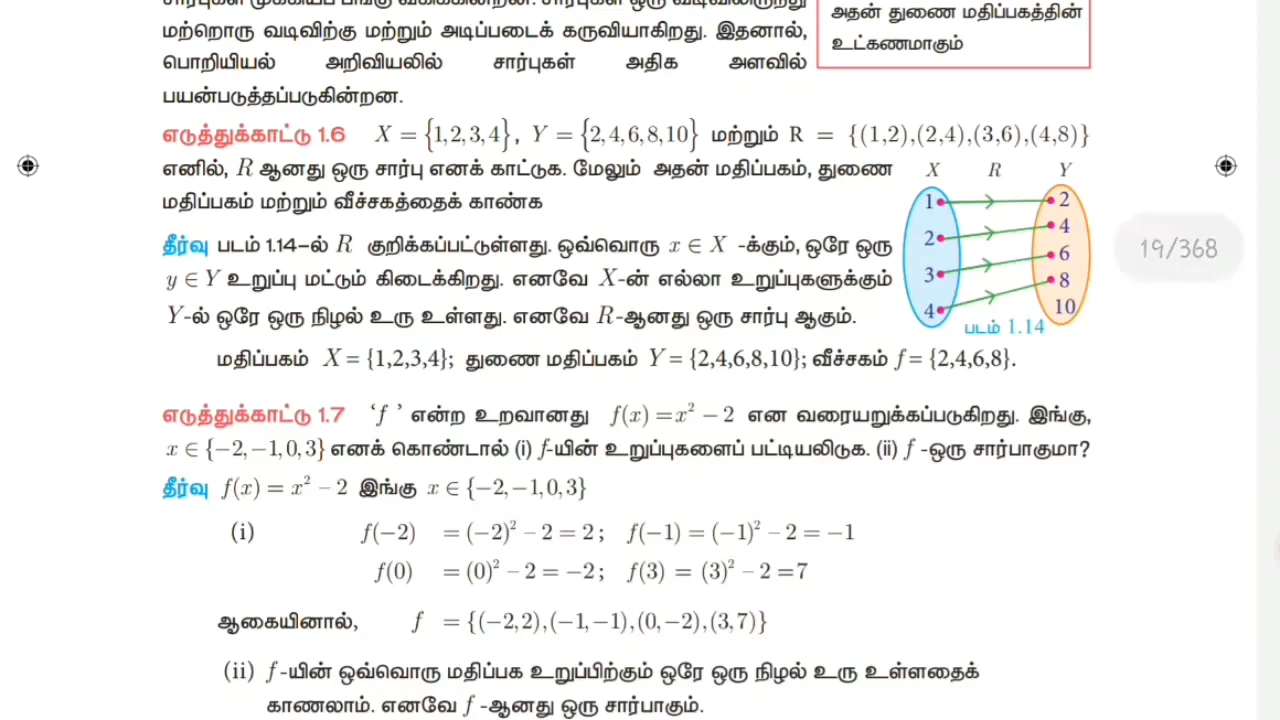 சார்புகள் முக்கியப் பங்கு வகிக்கின்றன. சார்புகள் ஒரு வடிவிலிருந்து
மற்றொரு வடிவிற்கு மற்றும் அடிப்படைக் கருவியாகிறது. இதனால்,
பொறியியல் அறிவியலில் சார்புகள் அதிக அளவில்
பயன்படுத்தப்படுகின்றன.
அதன் துணை மதிப்பகத்தின்
உட்கணமாகும்
எடுத்துக்காட்டு 1.6 X = {1,2,3,4}, Y = {2,4,6,8,10} மற்றும் R = {(1,2),(2,4),(3,6),(4,8)}
எனில், R ஆனது ஒரு சார்பு எனக் காட்டுக. மேலும் அதன் மதிப்பகம், துணை
மதிப்பகம் மற்றும் வீச்சகத்தைக் காண்க
தீர்வு படம் 1.14–ல் R குறிக்கப்பட்டுள்ளது. ஒவ்வொரு x ∈ X -க்கும், ஒரே ஒரு
y ∈ Y உறுப்பு மட்டும் கிடைக்கிறது. எனவே X-ன் எல்லா உறுப்புகளுக்கும்
Y-ல் ஒரே ஒரு நிழல் உரு உள்ளது. எனவே R-ஆனது ஒரு சார்பு ஆகும்.
X R Y
1 2
2 4
3 6
4 8
10
படம் 1.14
19/368
மதிப்பகம் X = {1,2,3,4}; துணை மதிப்பகம் Y = {2,4,6,8,10}; வீச்சகம் f = {2,4,6,8}.
எடுத்துக்காட்டு 1.7 ‘f ’ என்ற உறவானது f(x) = x² − 2 என வரையறுக்கப்படுகிறது. இங்கு,
x ∈ {−2,−1,0,3} எனக் கொண்டால் (i) f-யின் உறுப்புகளைப் பட்டியலிடுக. (ii) f -ஒரு சார்பாகுமா?
தீர்வு f(x) = x² − 2 இங்கு x ∈ {−2,−1,0,3}
(i) f(−2) = (−2)² − 2 = 2; f(−1) = (−1)² − 2 = −1
f(0) = (0)² − 2 = −2; f(3) = (3)² − 2 = 7
ஆகையினால், f = {(−2,2),(−1,−1),(0,−2),(3,7)}
(ii) f -யின் ஒவ்வொரு மதிப்பக உறுப்பிற்கும் ஒரே ஒரு நிழல் உரு உள்ளதைக்
காணலாம். எனவே f -ஆனது ஒரு சார்பாகும்.